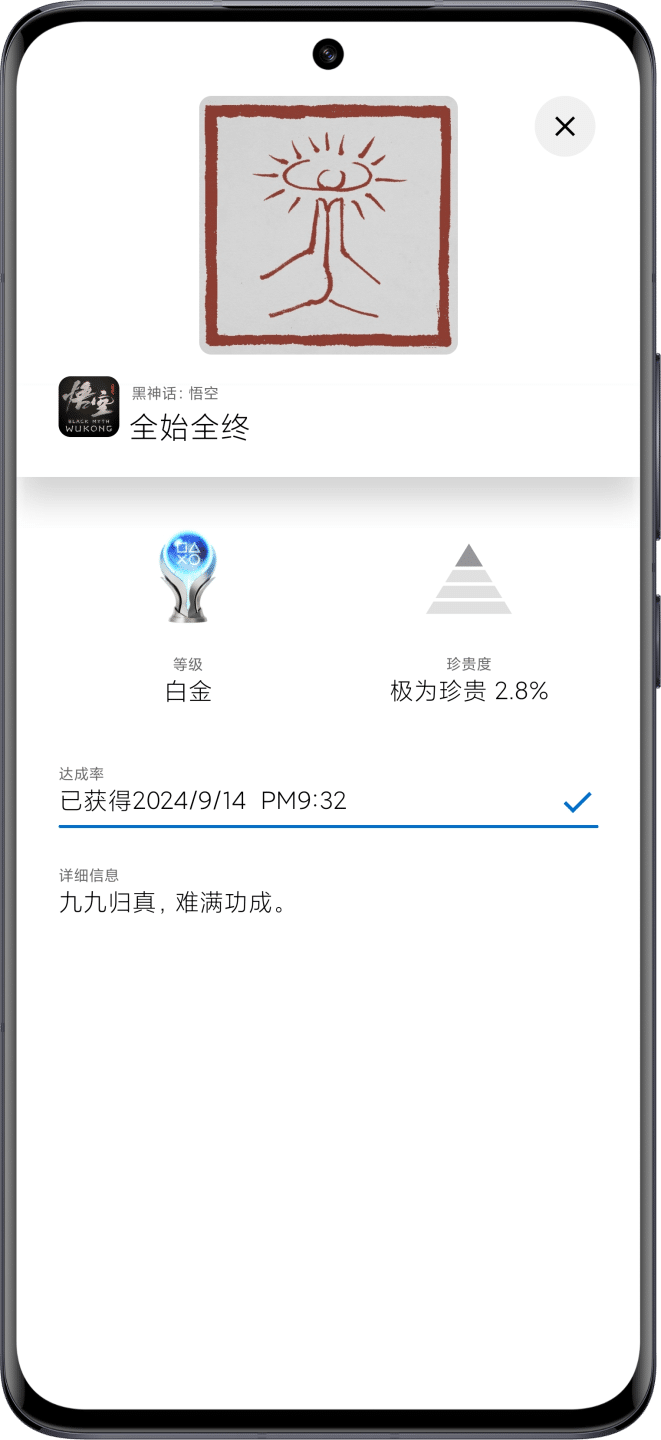 黑神话：悟空
悟空
BLACK MYTH
WUKONG
全始全终
等级
白金
珍贵度
极为珍贵 2.8%
达成率
已获得2024/9/14 PM9:32
详细信息
九九归真，难满功成。